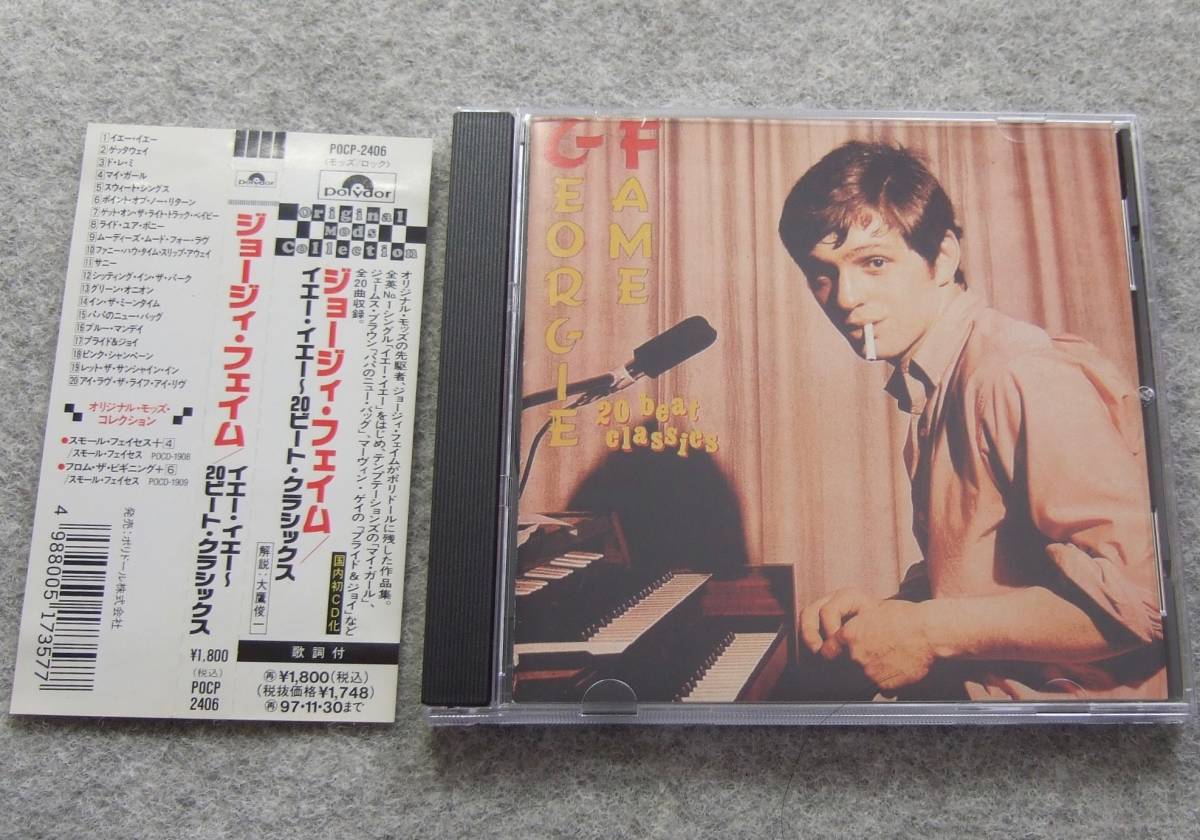 1 イエー・イエー
2 ゲッタウェイ
3 ド・レ・ミ
4 マイ・ガール
5 スウィート・シングス
6 ポイント・オブ・ノー・リターン
7 ゲット・オン・ザ・ライト・トラック・ベイビー
8 ライド・ユア・ポニー
9 ムーディーズ・ムード・フォー・ラヴ
10 ファニー・ハウ・タイム・スリップ・アウェイ
11 サニー
12 シッティング・イン・ザ・パーク
13 グリーン・オニオン
14 イン・ザ・ミーンタイム
15 パパのニュー・バッグ
16 ブルー・マンデイ
17 プライド&ジョイ
18 ピンク・シャンペーン
19 レット・ザ・サンシャイン・イン
20 アイ・ラヴ・ザ・ライフ・アイ・リヴ
オリジナル・モッズ・
コレクション
●スモール・フェイセス+4
/スモール・フェイセス POCD-1908
●フロム・ザ・ビギニング+6
/スモール・フェイセス POCD-1909
発売:ポリドール株式会社
4 988005 173577
polydor
ジョージィ・フェイム/
イエー・イエー〜
20ビート・クラシックス
¥1,800
(税込)
POCP
2406
POCP-2406
〈モッズ/ロック〉
polydor
Original
Mods
Collection
オリジナル・モッズの先駆者、ジョージィ・フェイムがポリドールに残した作品集。
全英No.1シングル「イエー・イエー」をはじめ、テンプテーションズの「マイ・ガール」、
ジェームス・ブラウン「パパのニュー・バッグ」、マーヴィン・ゲイの「プライド&ジョイ」など
全20曲収録。
ジョージィ・フェイム/
イエー・イエー〜20ビート・クラシックス
国内初CD化
解説:大鷹俊一
歌詞付
再¥1,800(税込)
(税抜価格¥1,748)
再97・11・30まで
GEORGIE
FAME
20 beat
classics